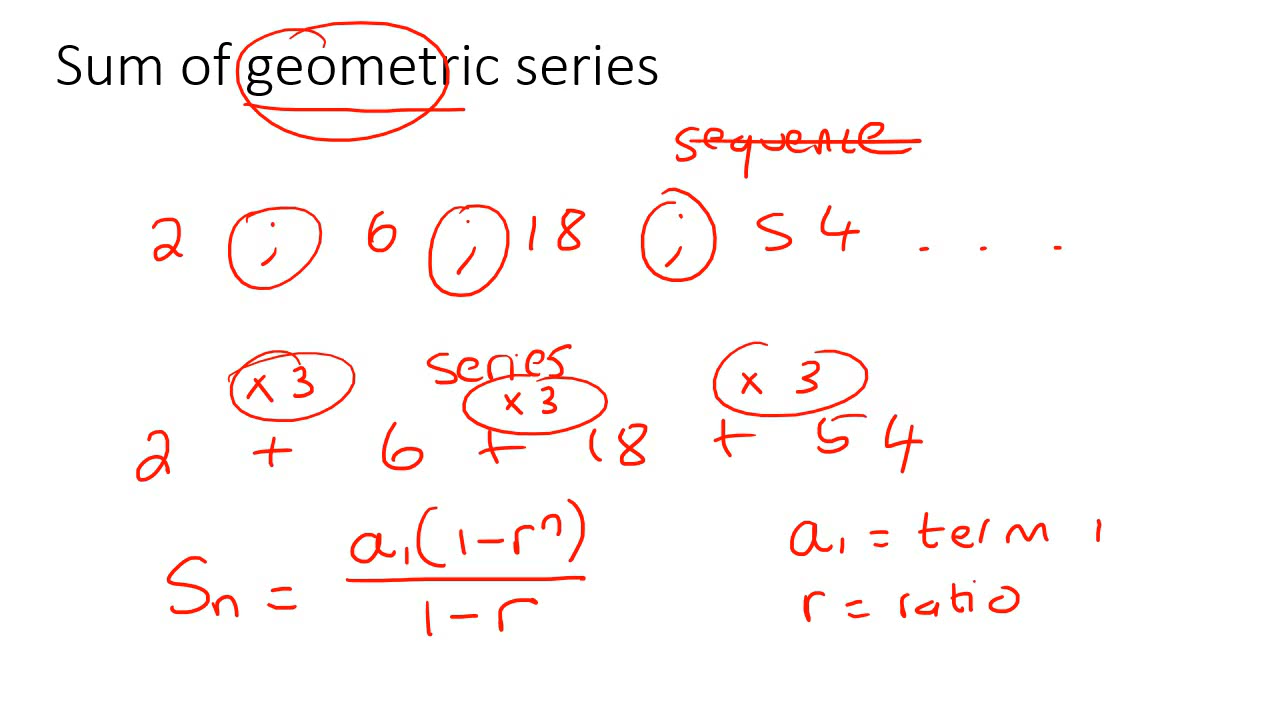 Sum of geometric series
sequence
2 ; 6 ; 18 ; 54 . . .
series
x 3 x 3 x 3
2 + 6 + 18 + 54
Sn = a1(1-r^n) / 1-r
a1 = term 1
r = ratio